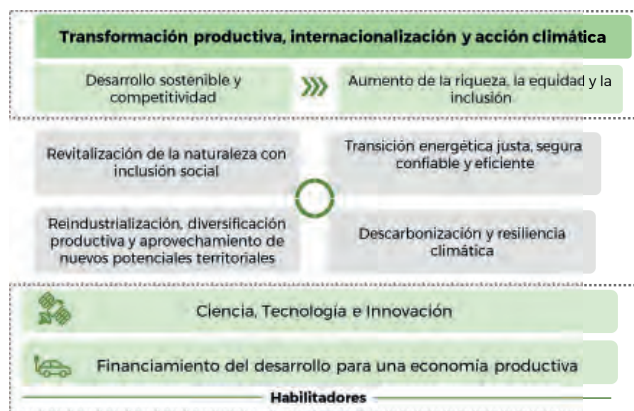 Transformación productiva, internacionalización y acción climática
Desarrollo sostenible y
competitividad
Aumento de la riqueza, la equidad y la
inclusión
Revitalización de la naturaleza con
inclusión social
Transición energética justa, segura
confiable y eficiente
Reindustrialización, diversificación
productiva y aprovechamiento de
nuevos potenciales territoriales
Descarbonización y resiliencia
climática
Ciencia, Tecnología e Innovación
Financiamiento del desarrollo para una economía productiva
Habilitadores